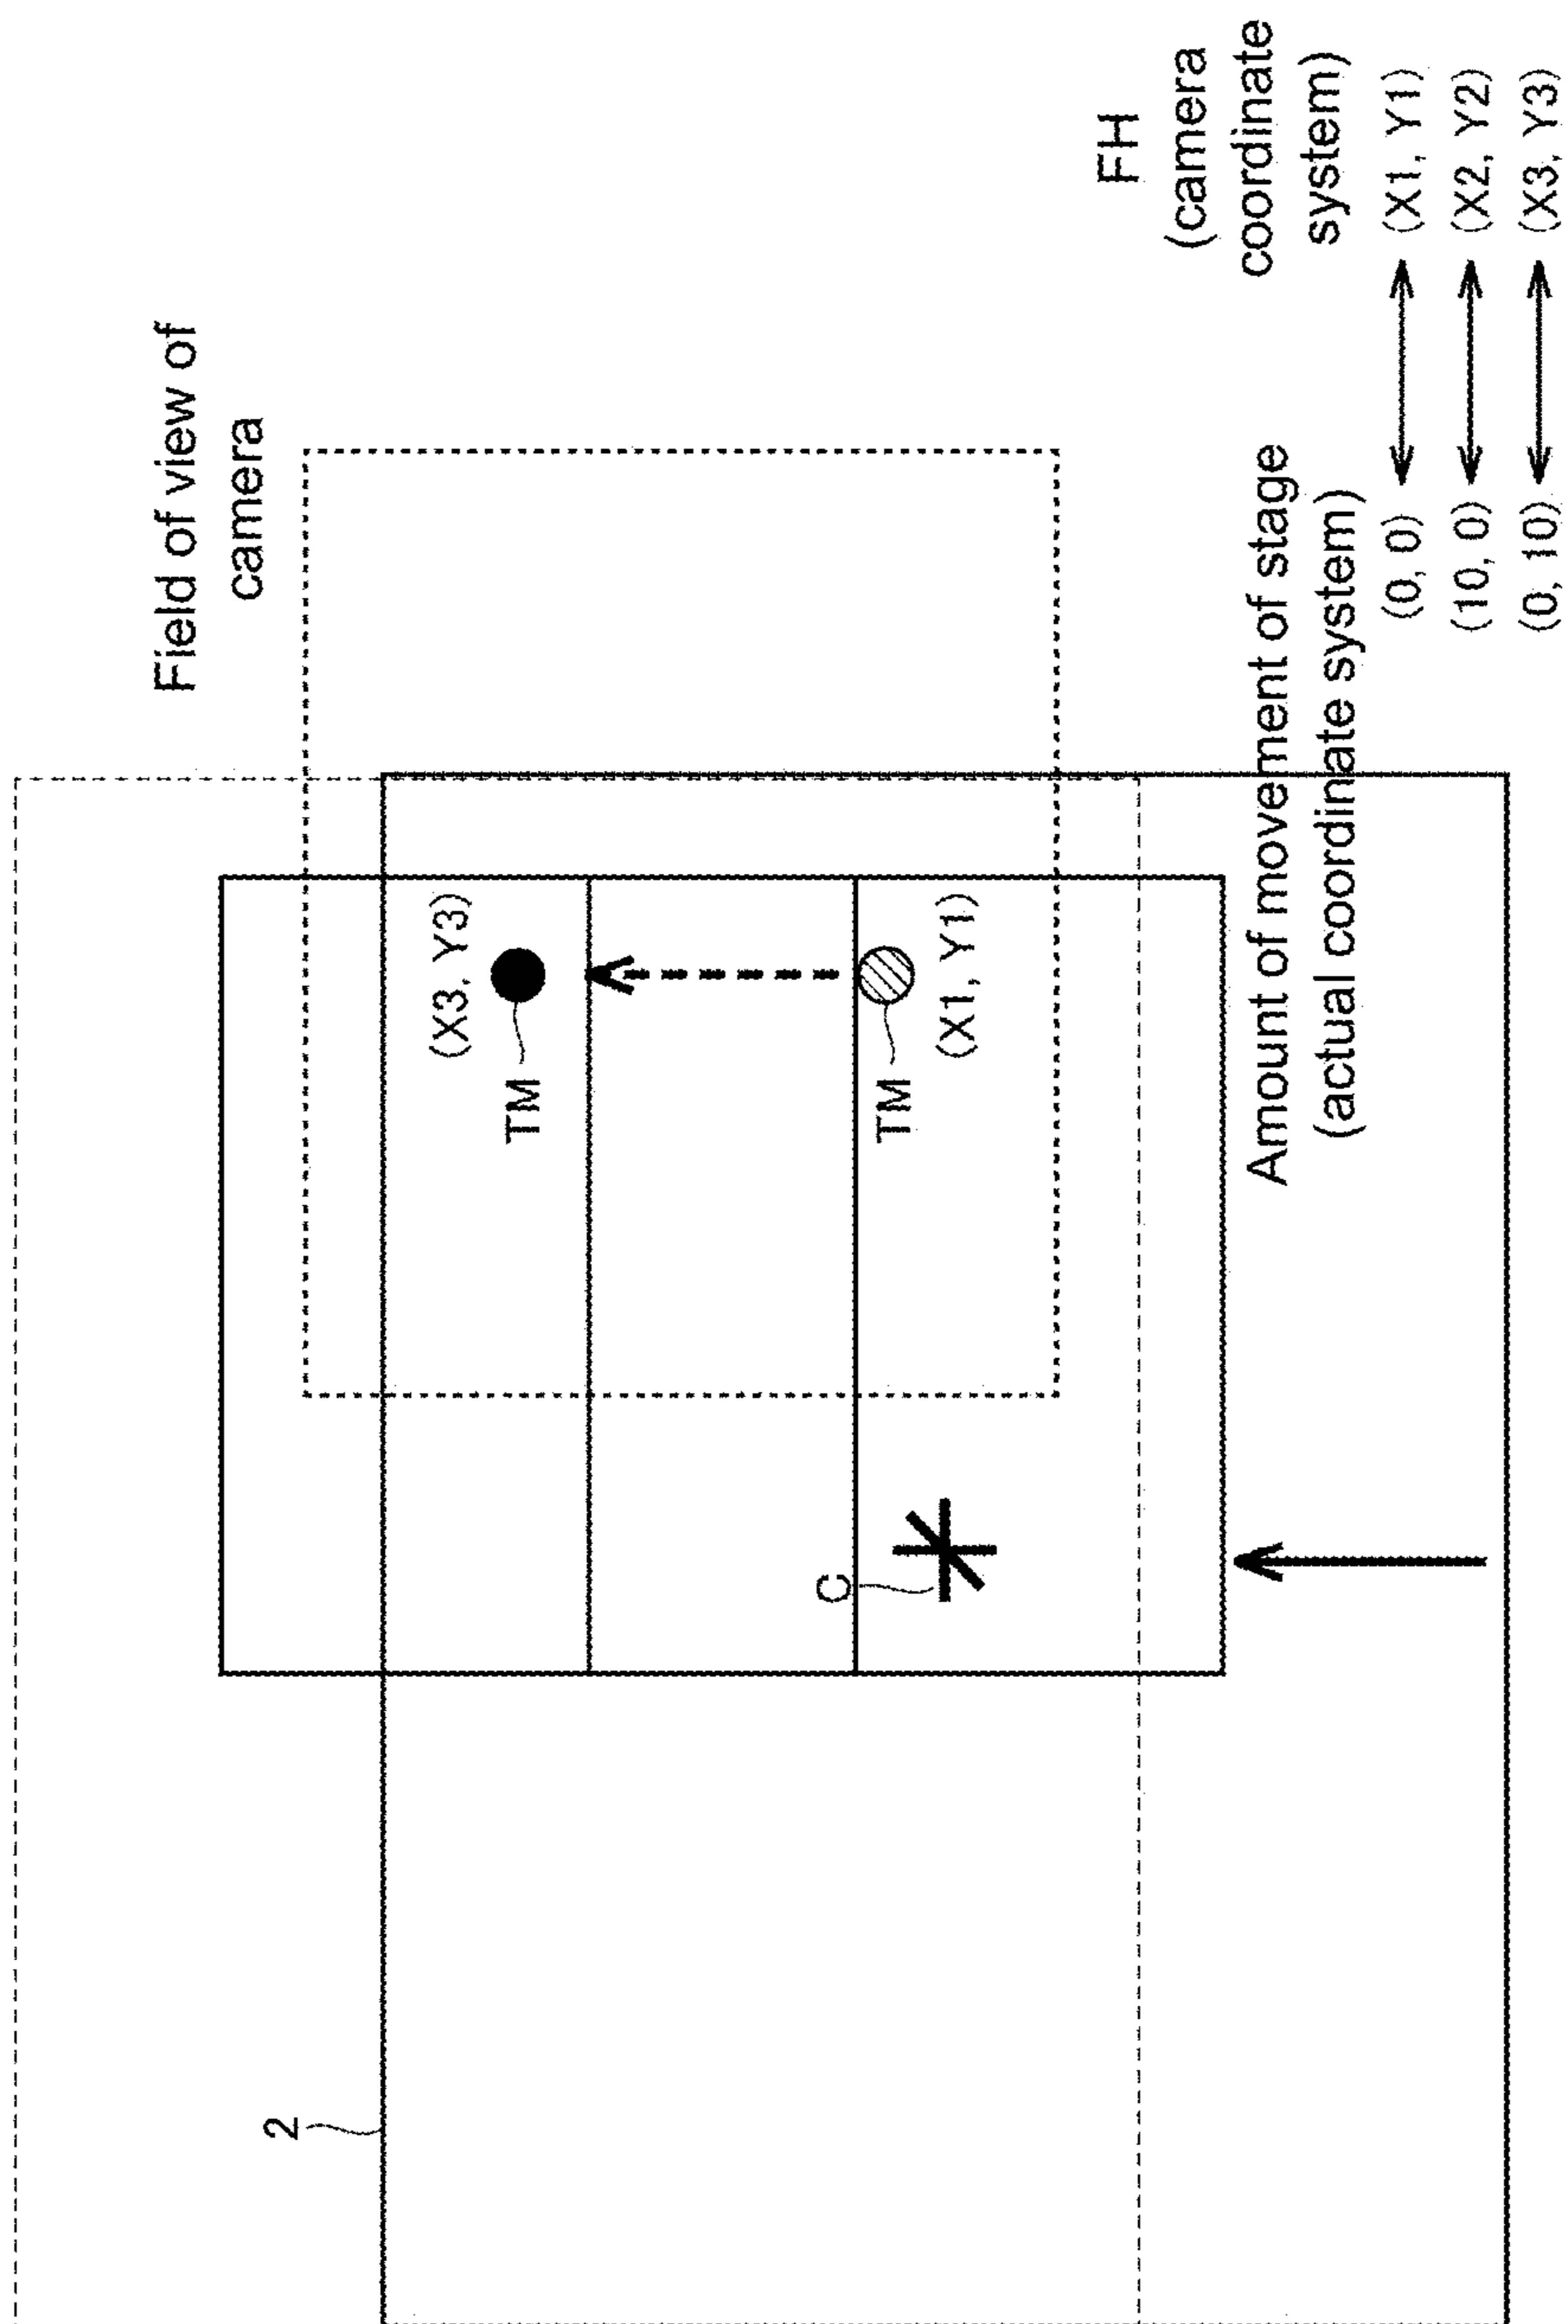 Field of view of
camera
2
(X3, Y3)
TM
C
TM
(X1, Y1)
Amount of movement of stage
(actual coordinate system)
FH
(camera
coordinate
system)
(0, 0) ↔ (X1, Y1)
(10, 0) ↔ (X2, Y2)
(0, 10) ↔ (X3, Y3)